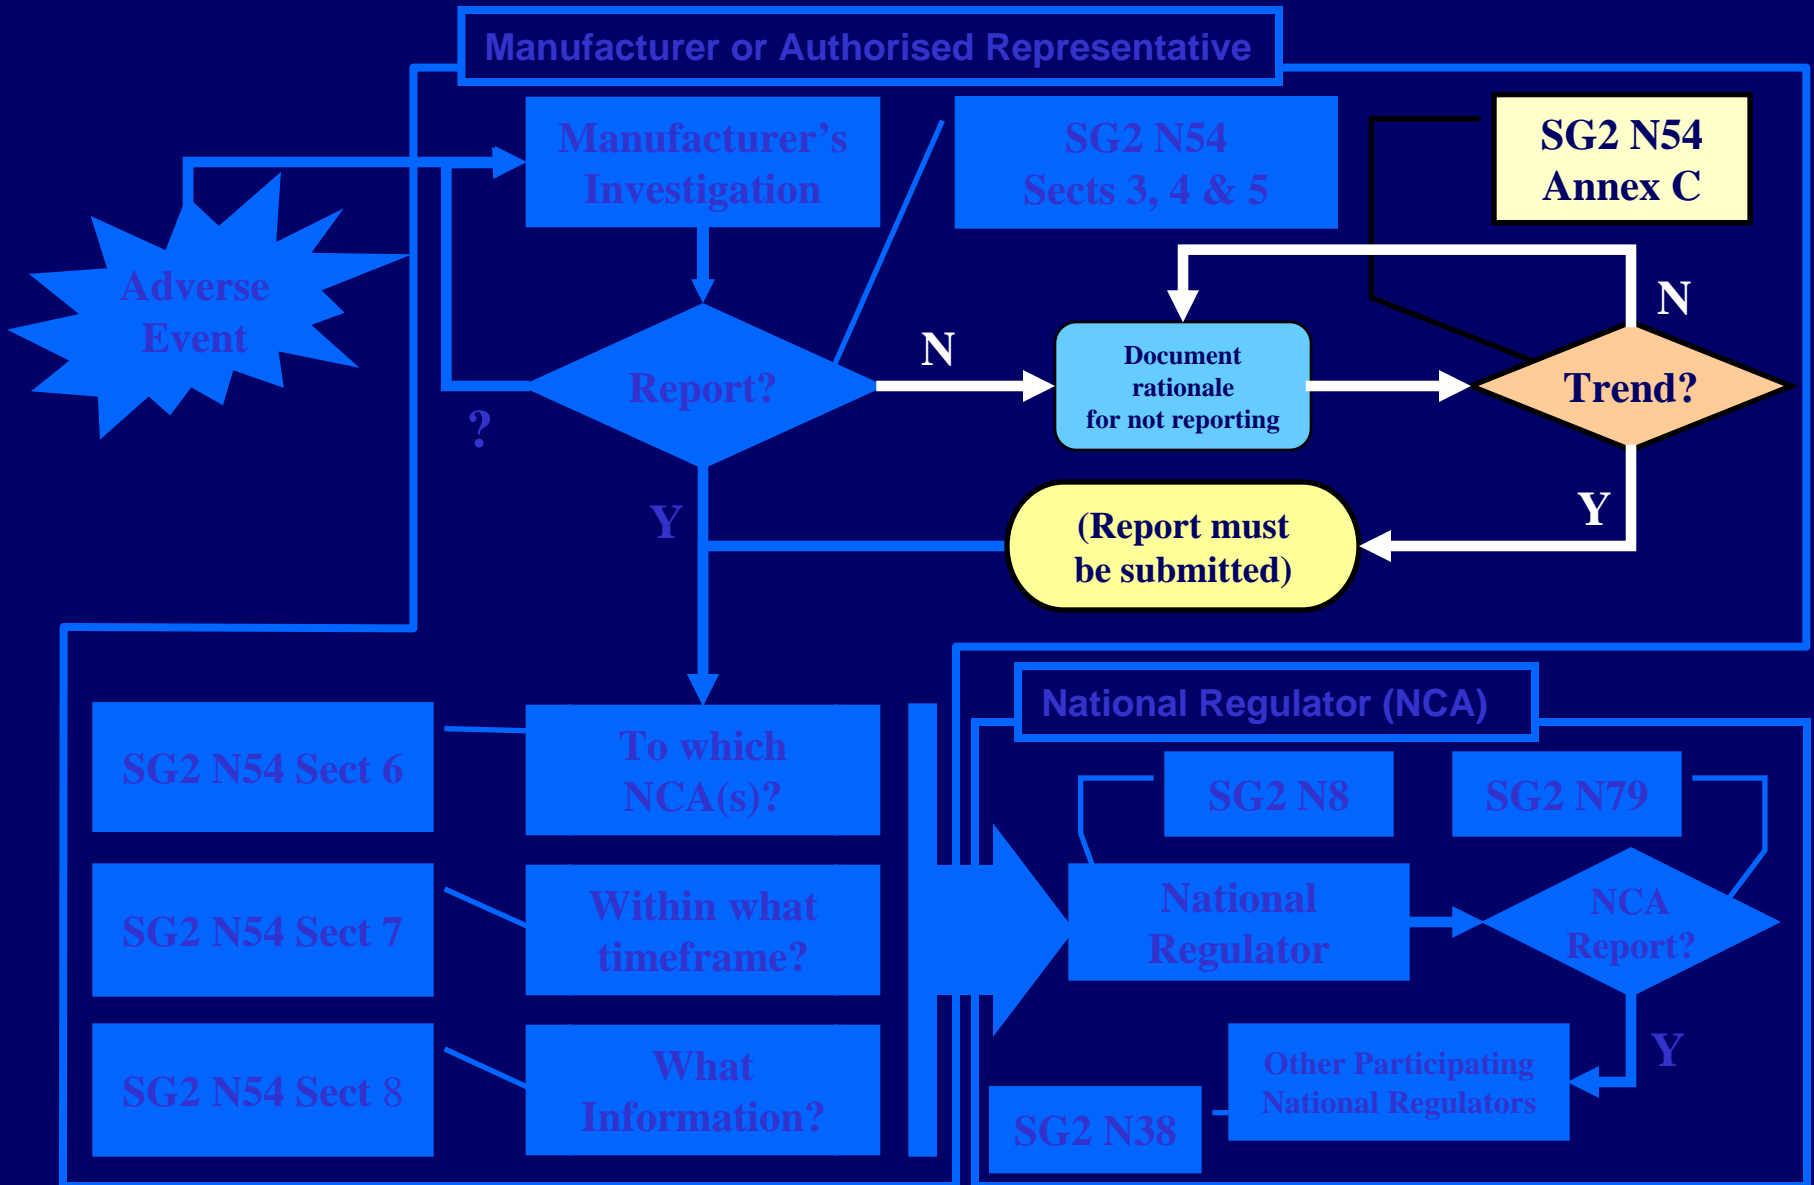 Manufacturer or Authorised Representative
Manufacturer's
Investigation
SG2 N54
Sects 3, 4 & 5
SG2 N54
Annex C
Adverse
Event
Report?
?
N
Document
rationale
for not reporting
Trend?
N
Y
Y
(Report must
be submitted)
SG2 N54 Sect 6
To which
NCA(s)?
SG2 N54 Sect 7
Within what
timeframe?
SG2 N54 Sect 8
What
Information?
National Regulator (NCA)
SG2 N8
SG2 N79
National
Regulator
NCA
Report?
Y
Other Participating
National Regulators
SG2 N38